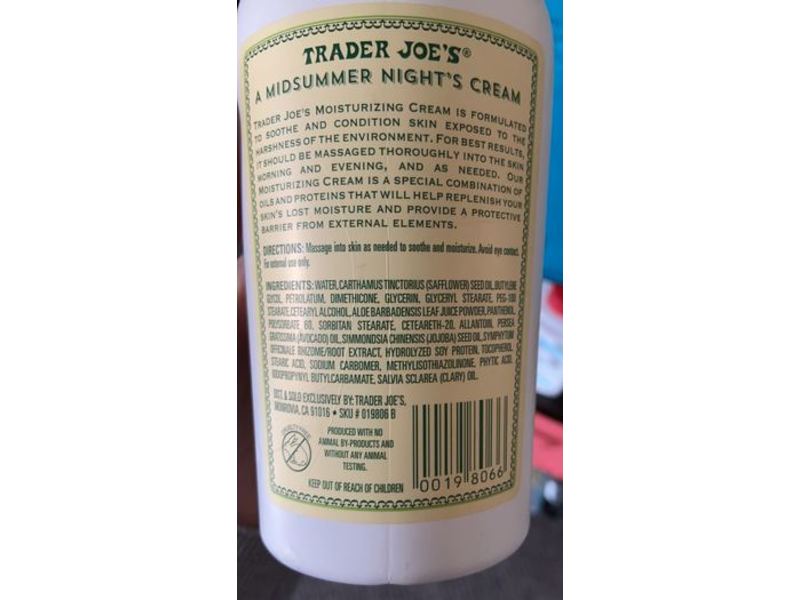 TRADER JOE'S®
A MIDSUMMER NIGHT'S CREAM
TRADER JOE'S MOISTURIZING CREAM IS FORMULATED
TO SOOTHE AND CONDITION SKIN EXPOSED TO THE
HARSHNESS OF THE ENVIRONMENT. FOR BEST RESULTS,
IT SHOULD BE MASSAGED THOROUGHLY INTO THE SKIN
MORNING AND EVENING, AND AS NEEDED. OUR
MOISTURIZING CREAM IS A SPECIAL COMBINATION OF
OILS AND PROTEINS THAT WILL HELP REPLENISH YOUR
SKIN'S LOST MOISTURE AND PROVIDE A PROTECTIVE
BARRIER FROM EXTERNAL ELEMENTS.
DIRECTIONS: Massage into skin as needed to soothe and moisturize. Avoid eye contact.
For external use only.
INGREDIENTS: WATER, CARTHAMUS TINCTORIUS (SAFFLOWER) SEED OIL, BUTYLENE
GLYCOL, PETROLATUM, DIMETHICONE, GLYCERIN, GLYCERYL STEARATE, PEG-100
STEARATE, CETEARYL ALCOHOL, ALOE BARBADENSIS LEAF JUICE POWDER, PANTHENOL,
POLYSORBATE 60, SORBITAN STEARATE, CETEARETH-20, ALLANTOIN, PERSEA
GRATISSIMA (AVOCADO) OIL, SIMMONDSIA CHINENSIS (JOJOBA) SEED OIL, SYMPHYTUM
OFFICINALE RHIZOME/ROOT EXTRACT, HYDROLYZED SOY PROTEIN, TOCOPHEROL,
STEARIC ACID, SODIUM CARBOMER, METHYLISOTHIAZOLINONE, PHYTIC ACID,
IODOPROPYNYL BUTYLCARBAMATE, SALVIA SCLAREA (CLARY) OIL.
DIST. & SOLD EXCLUSIVELY BY: TRADER JOE'S,
MONROVIA, CA 91016 • SKU # 019806 B
CRUELTY FREE
PRODUCED WITH NO
ANIMAL BY-PRODUCTS AND
WITHOUT ANY ANIMAL
TESTING.
KEEP OUT OF REACH OF CHILDREN
0019 8066